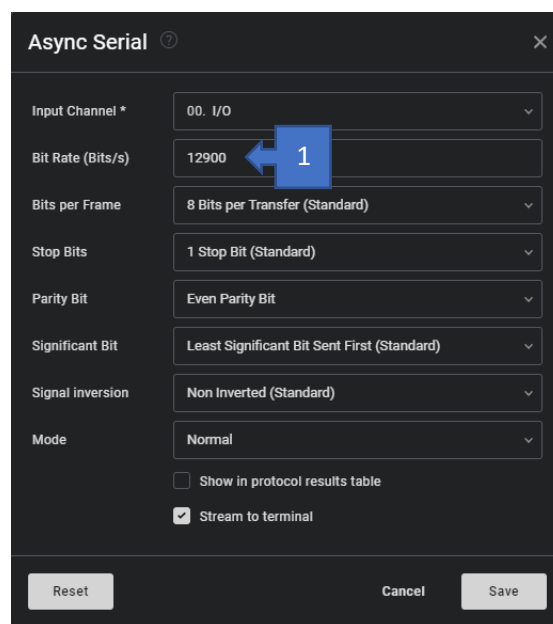 Async Serial ?
Input Channel * 00. I/O
Bit Rate (Bits/s) 12900 1
Bits per Frame 8 Bits per Transfer (Standard)
Stop Bits 1 Stop Bit (Standard)
Parity Bit Even Parity Bit
Significant Bit Least Significant Bit Sent First (Standard)
Signal inversion Non Inverted (Standard)
Mode Normal
Show in protocol results table
Stream to terminal
Reset Cancel Save